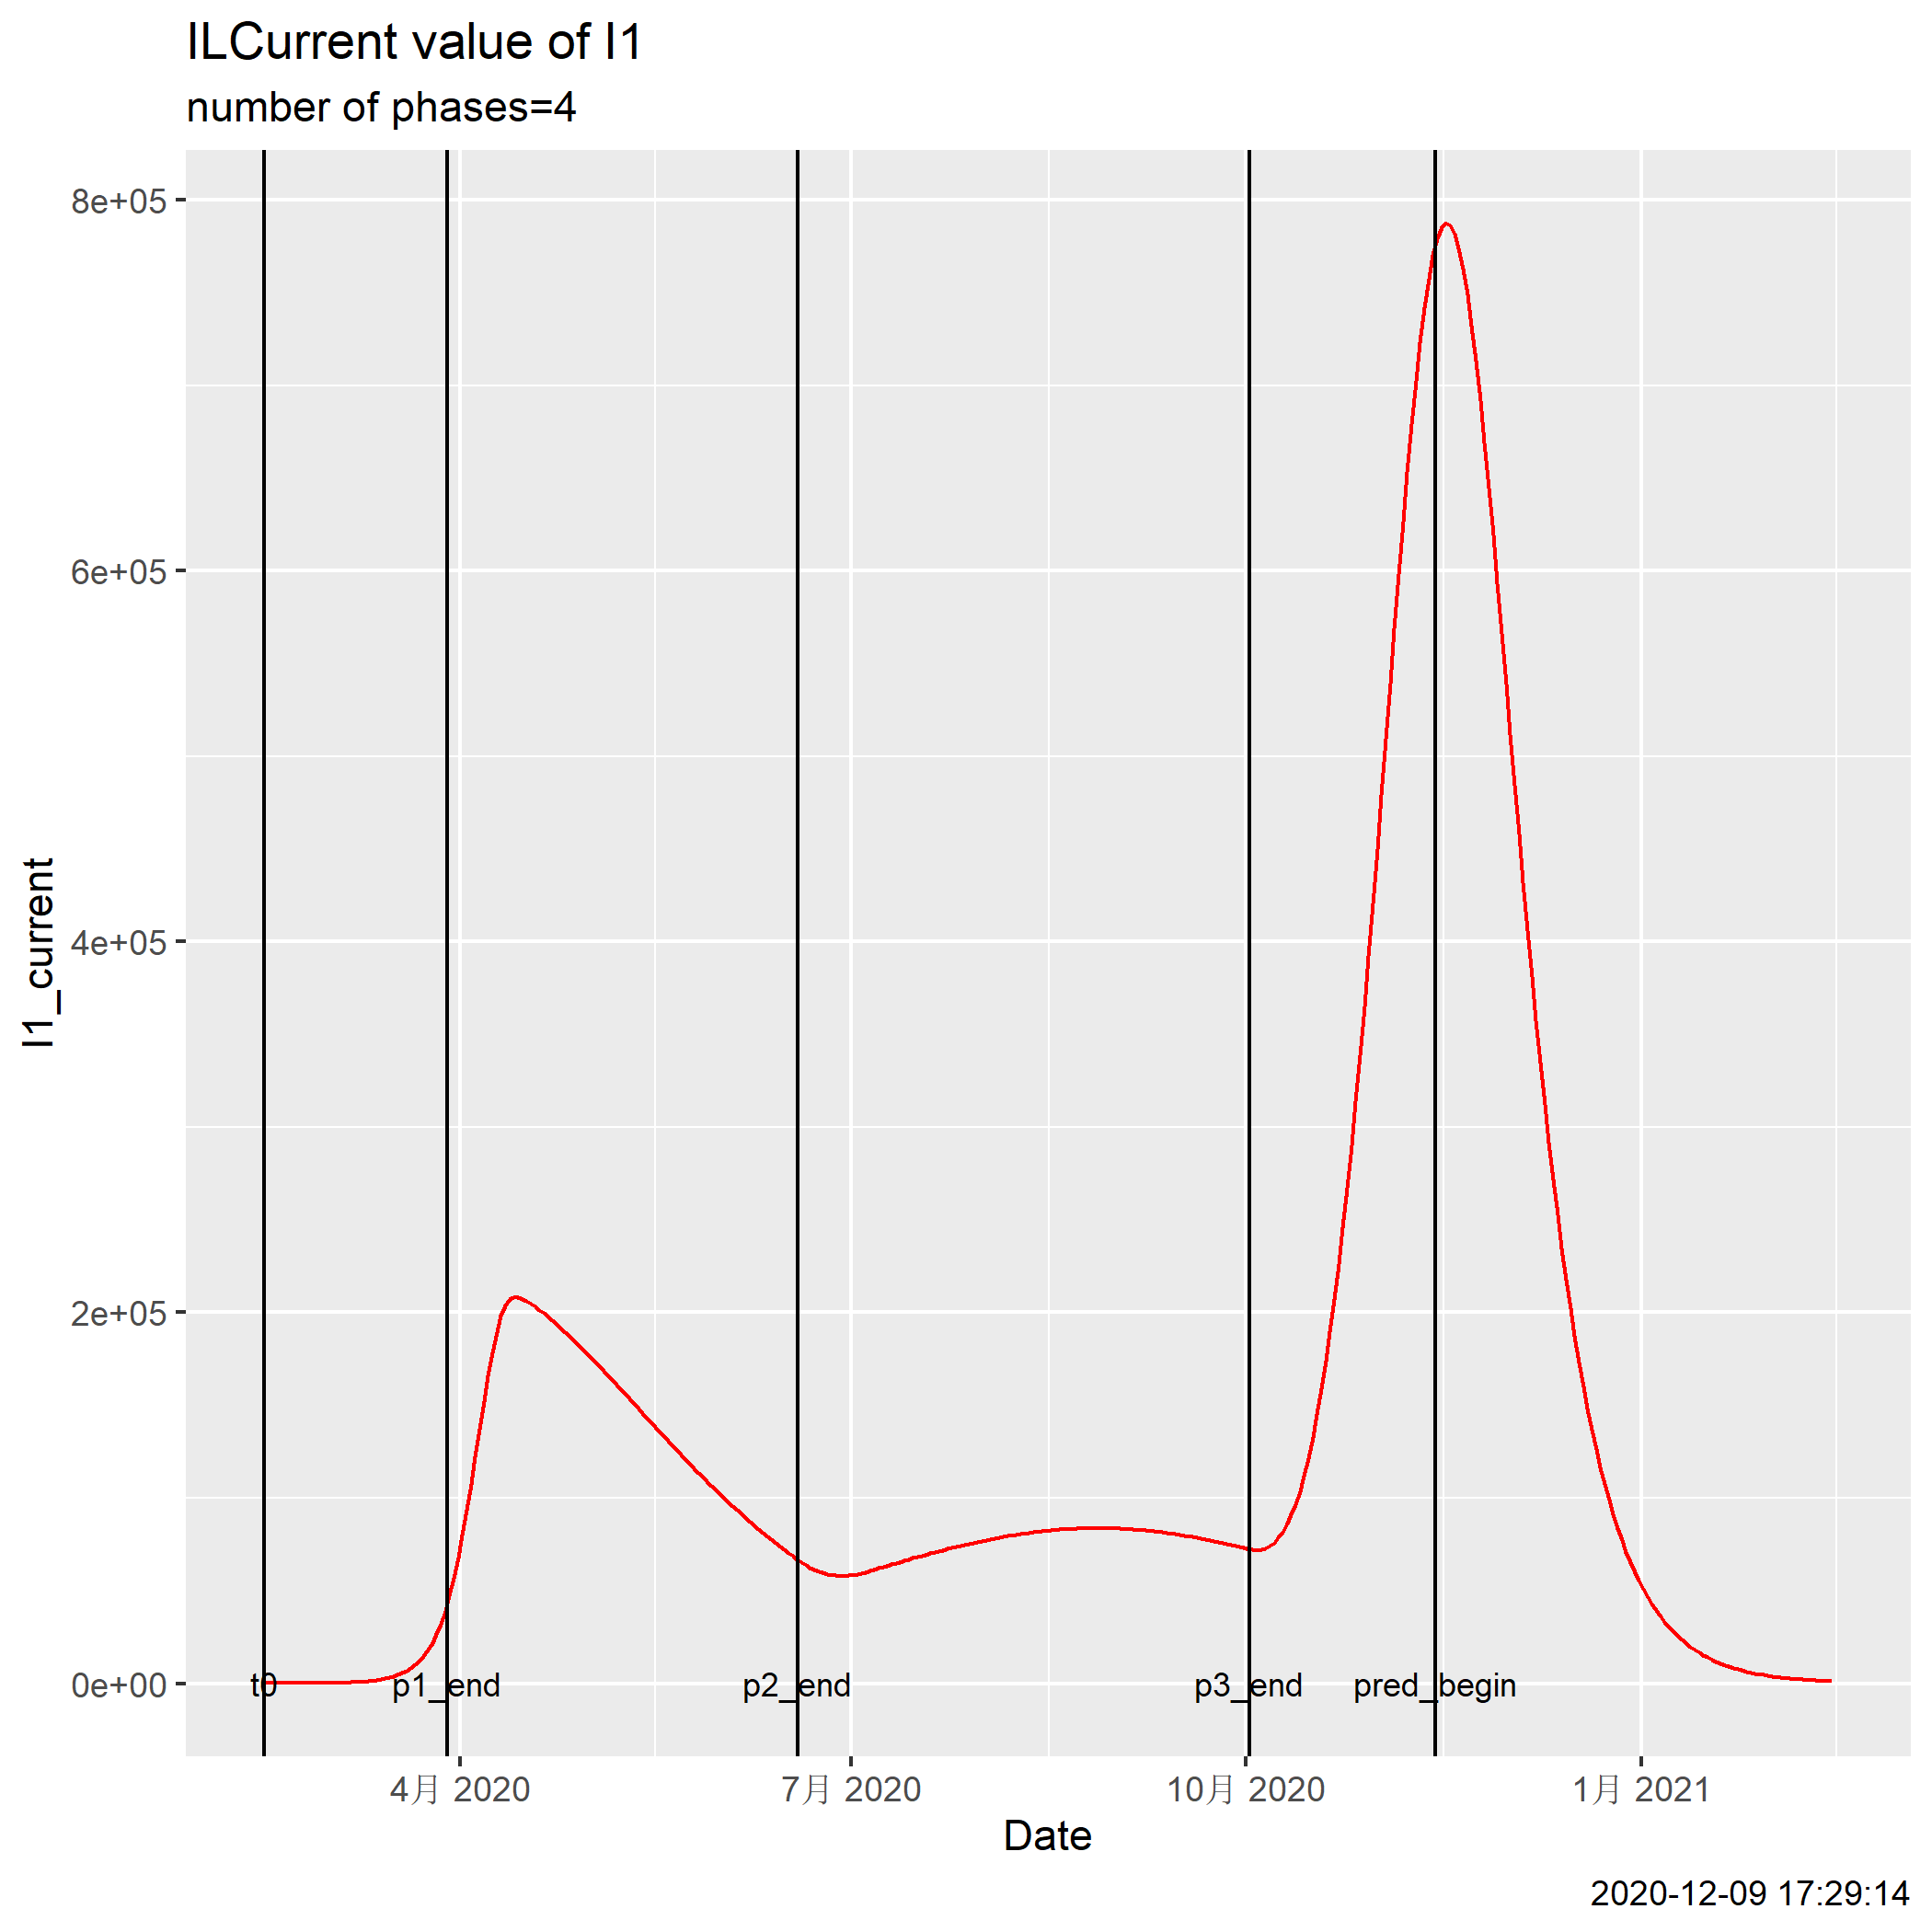 ILCurrent value of I1
number of phases=4
8e+05
6e+05
4e+05
2e+05
0e+00
I1_current
t0
p1_end
p2_end
p3_end
pred_begin
4月 2020
7月 2020
10月 2020
1月 2021
Date
2020-12-09 17:29:14